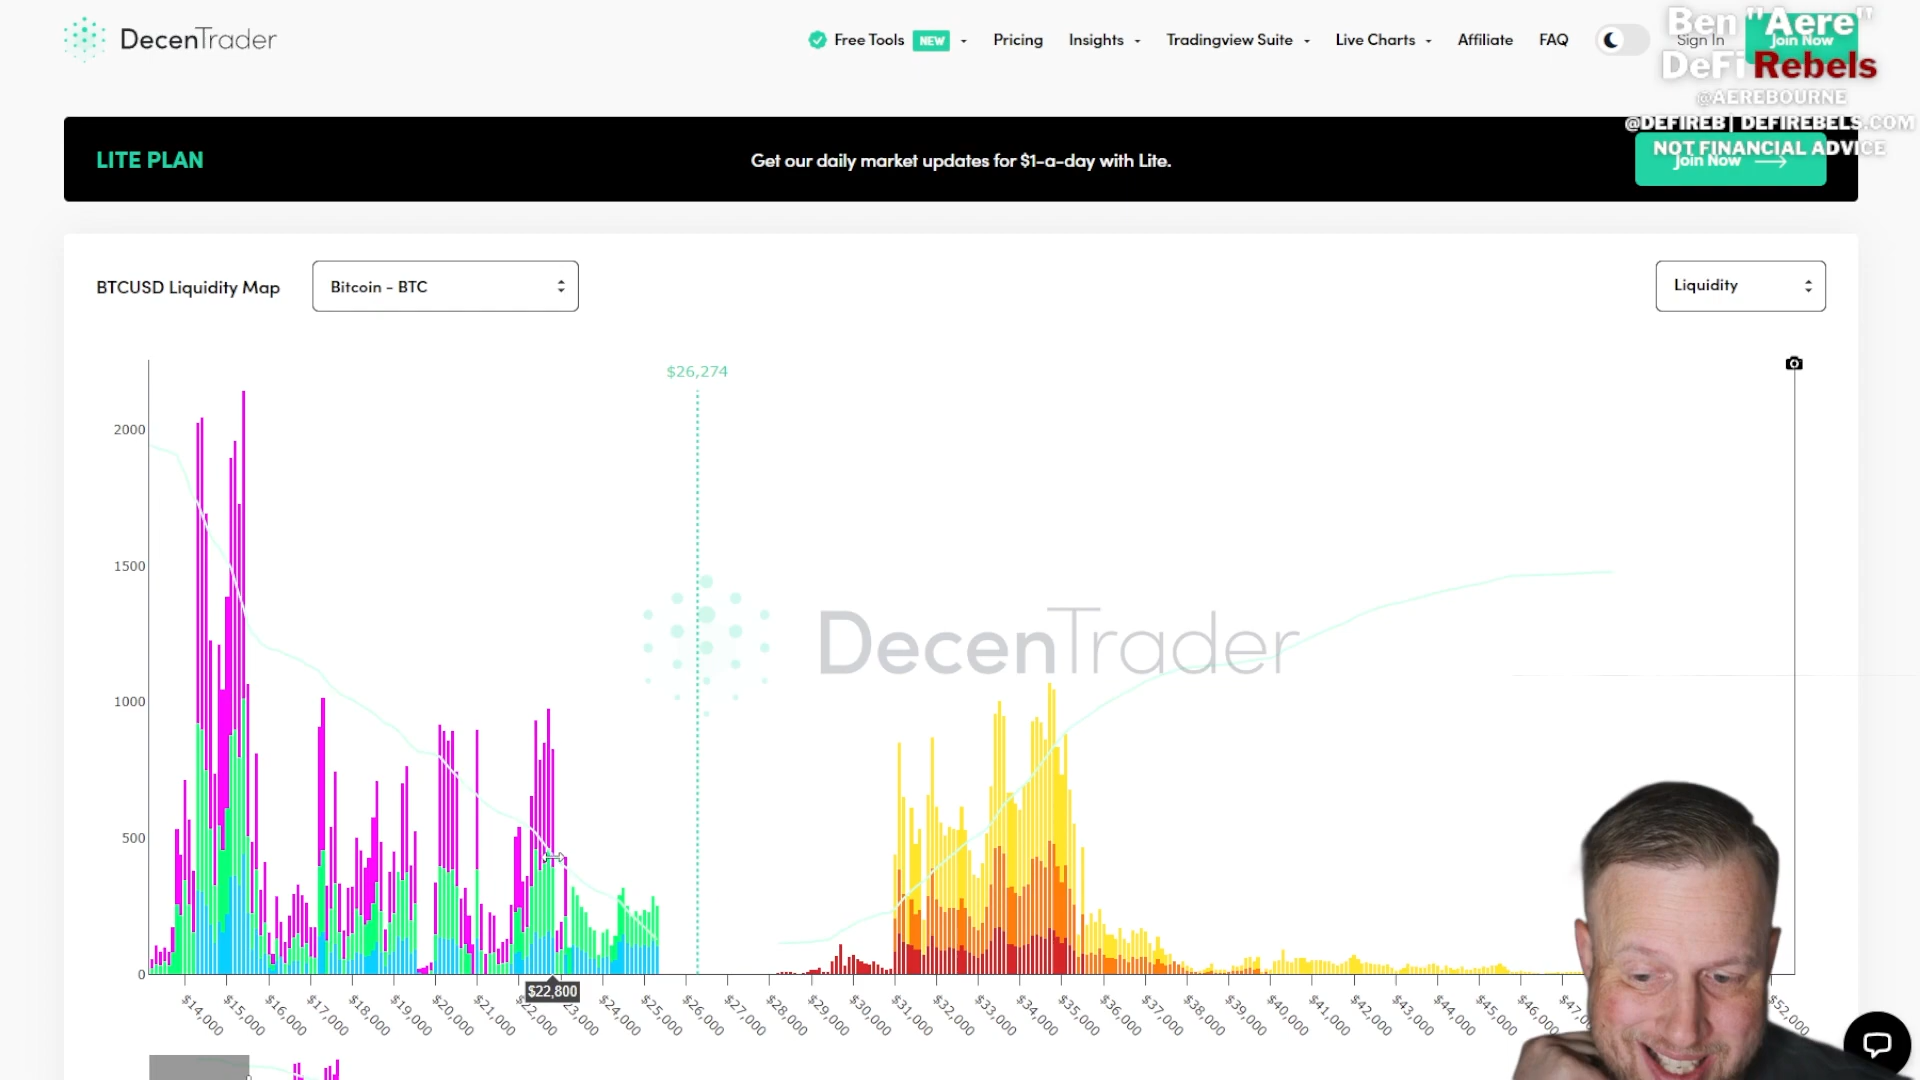 DecenTrader
Free Tools NEW Pricing Insights Tradingview Suite Live Charts Affiliate FAQ Sign In Join Now
Ben "Aere"
DeFi Rebels
@AEREBOURNE
@DEFIREB | DEFIREBELS.COM
NOT FINANCIAL ADVICE
LITE PLAN Get our daily market updates for $1-a-day with Lite. Join Now
BTCUSD Liquidity Map Bitcoin - BTC Liquidity
$26,274
2000
1500
DecenTrader
1000
500
0
$22,800
$14,000 $15,000 $16,000 $17,000 $18,000 $19,000 $20,000 $21,000 $22,000 $23,000 $24,000 $25,000 $26,000 $27,000 $28,000 $29,000 $30,000 $31,000 $32,000 $33,000 $34,000 $35,000 $36,000 $37,000 $38,000 $39,000 $40,000 $41,000 $42,000 $43,000 $44,000 $45,000 $46,000 $52,000